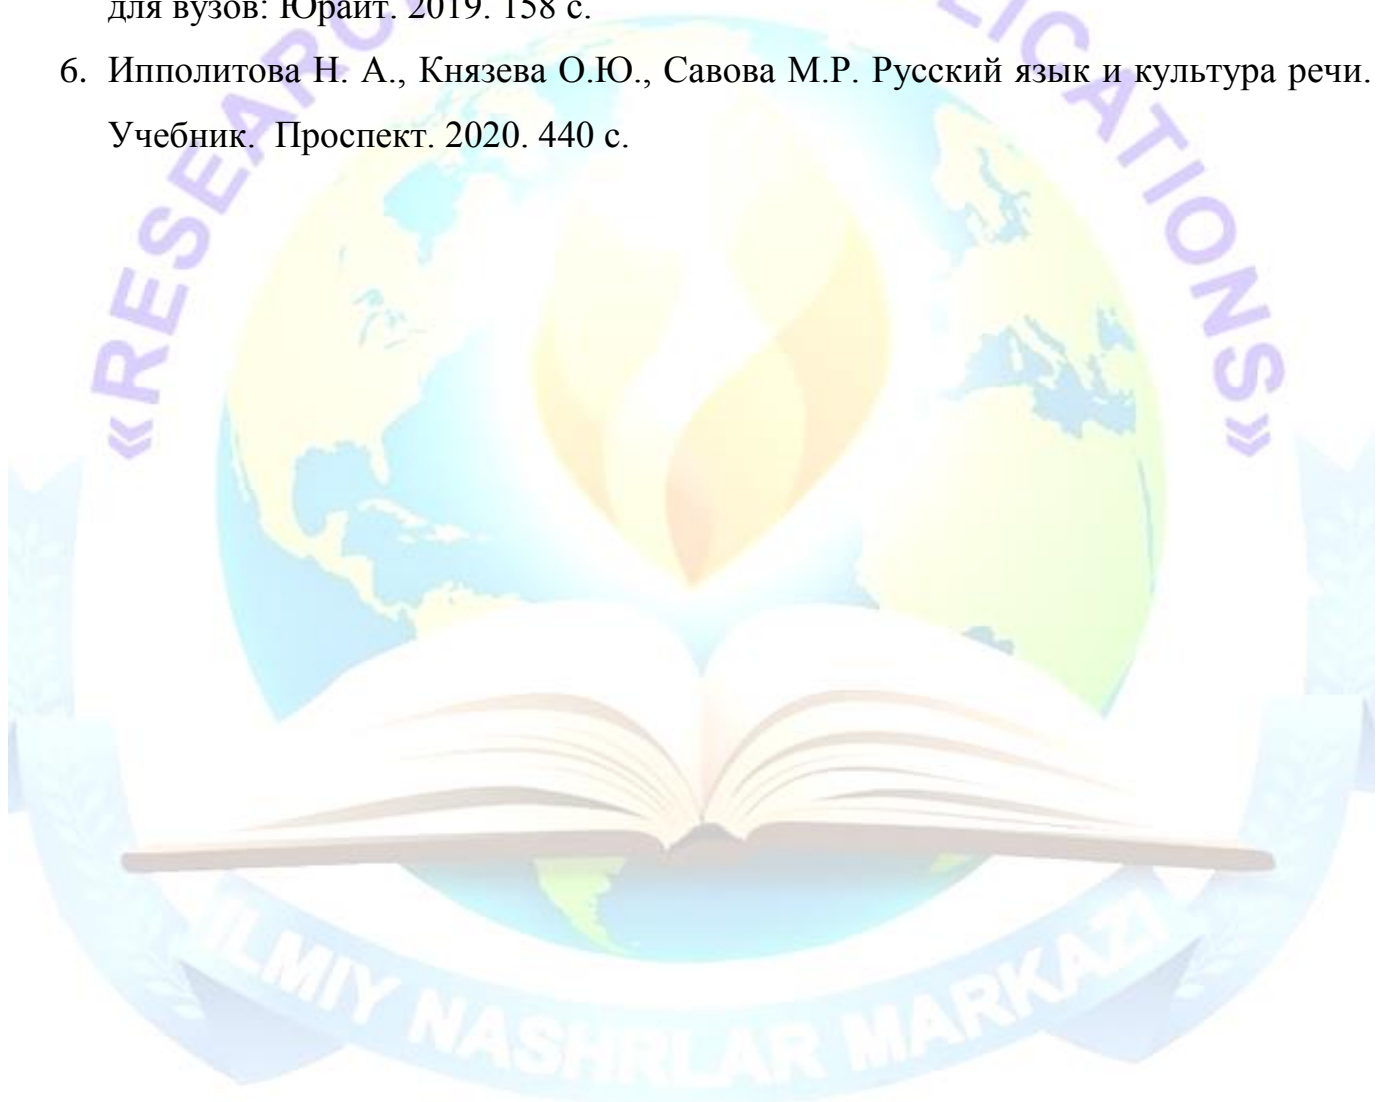 для вузов: Юрайт. 2019. 158 с.
6. Ипполитова Н. А., Князева О.Ю., Савова М.Р. Русский язык и культура речи.
Учебник. Проспект. 2020. 440 с.
«RESEARCH PUBLICATIONS»
ILMIY NASHRLAR MARKAZI